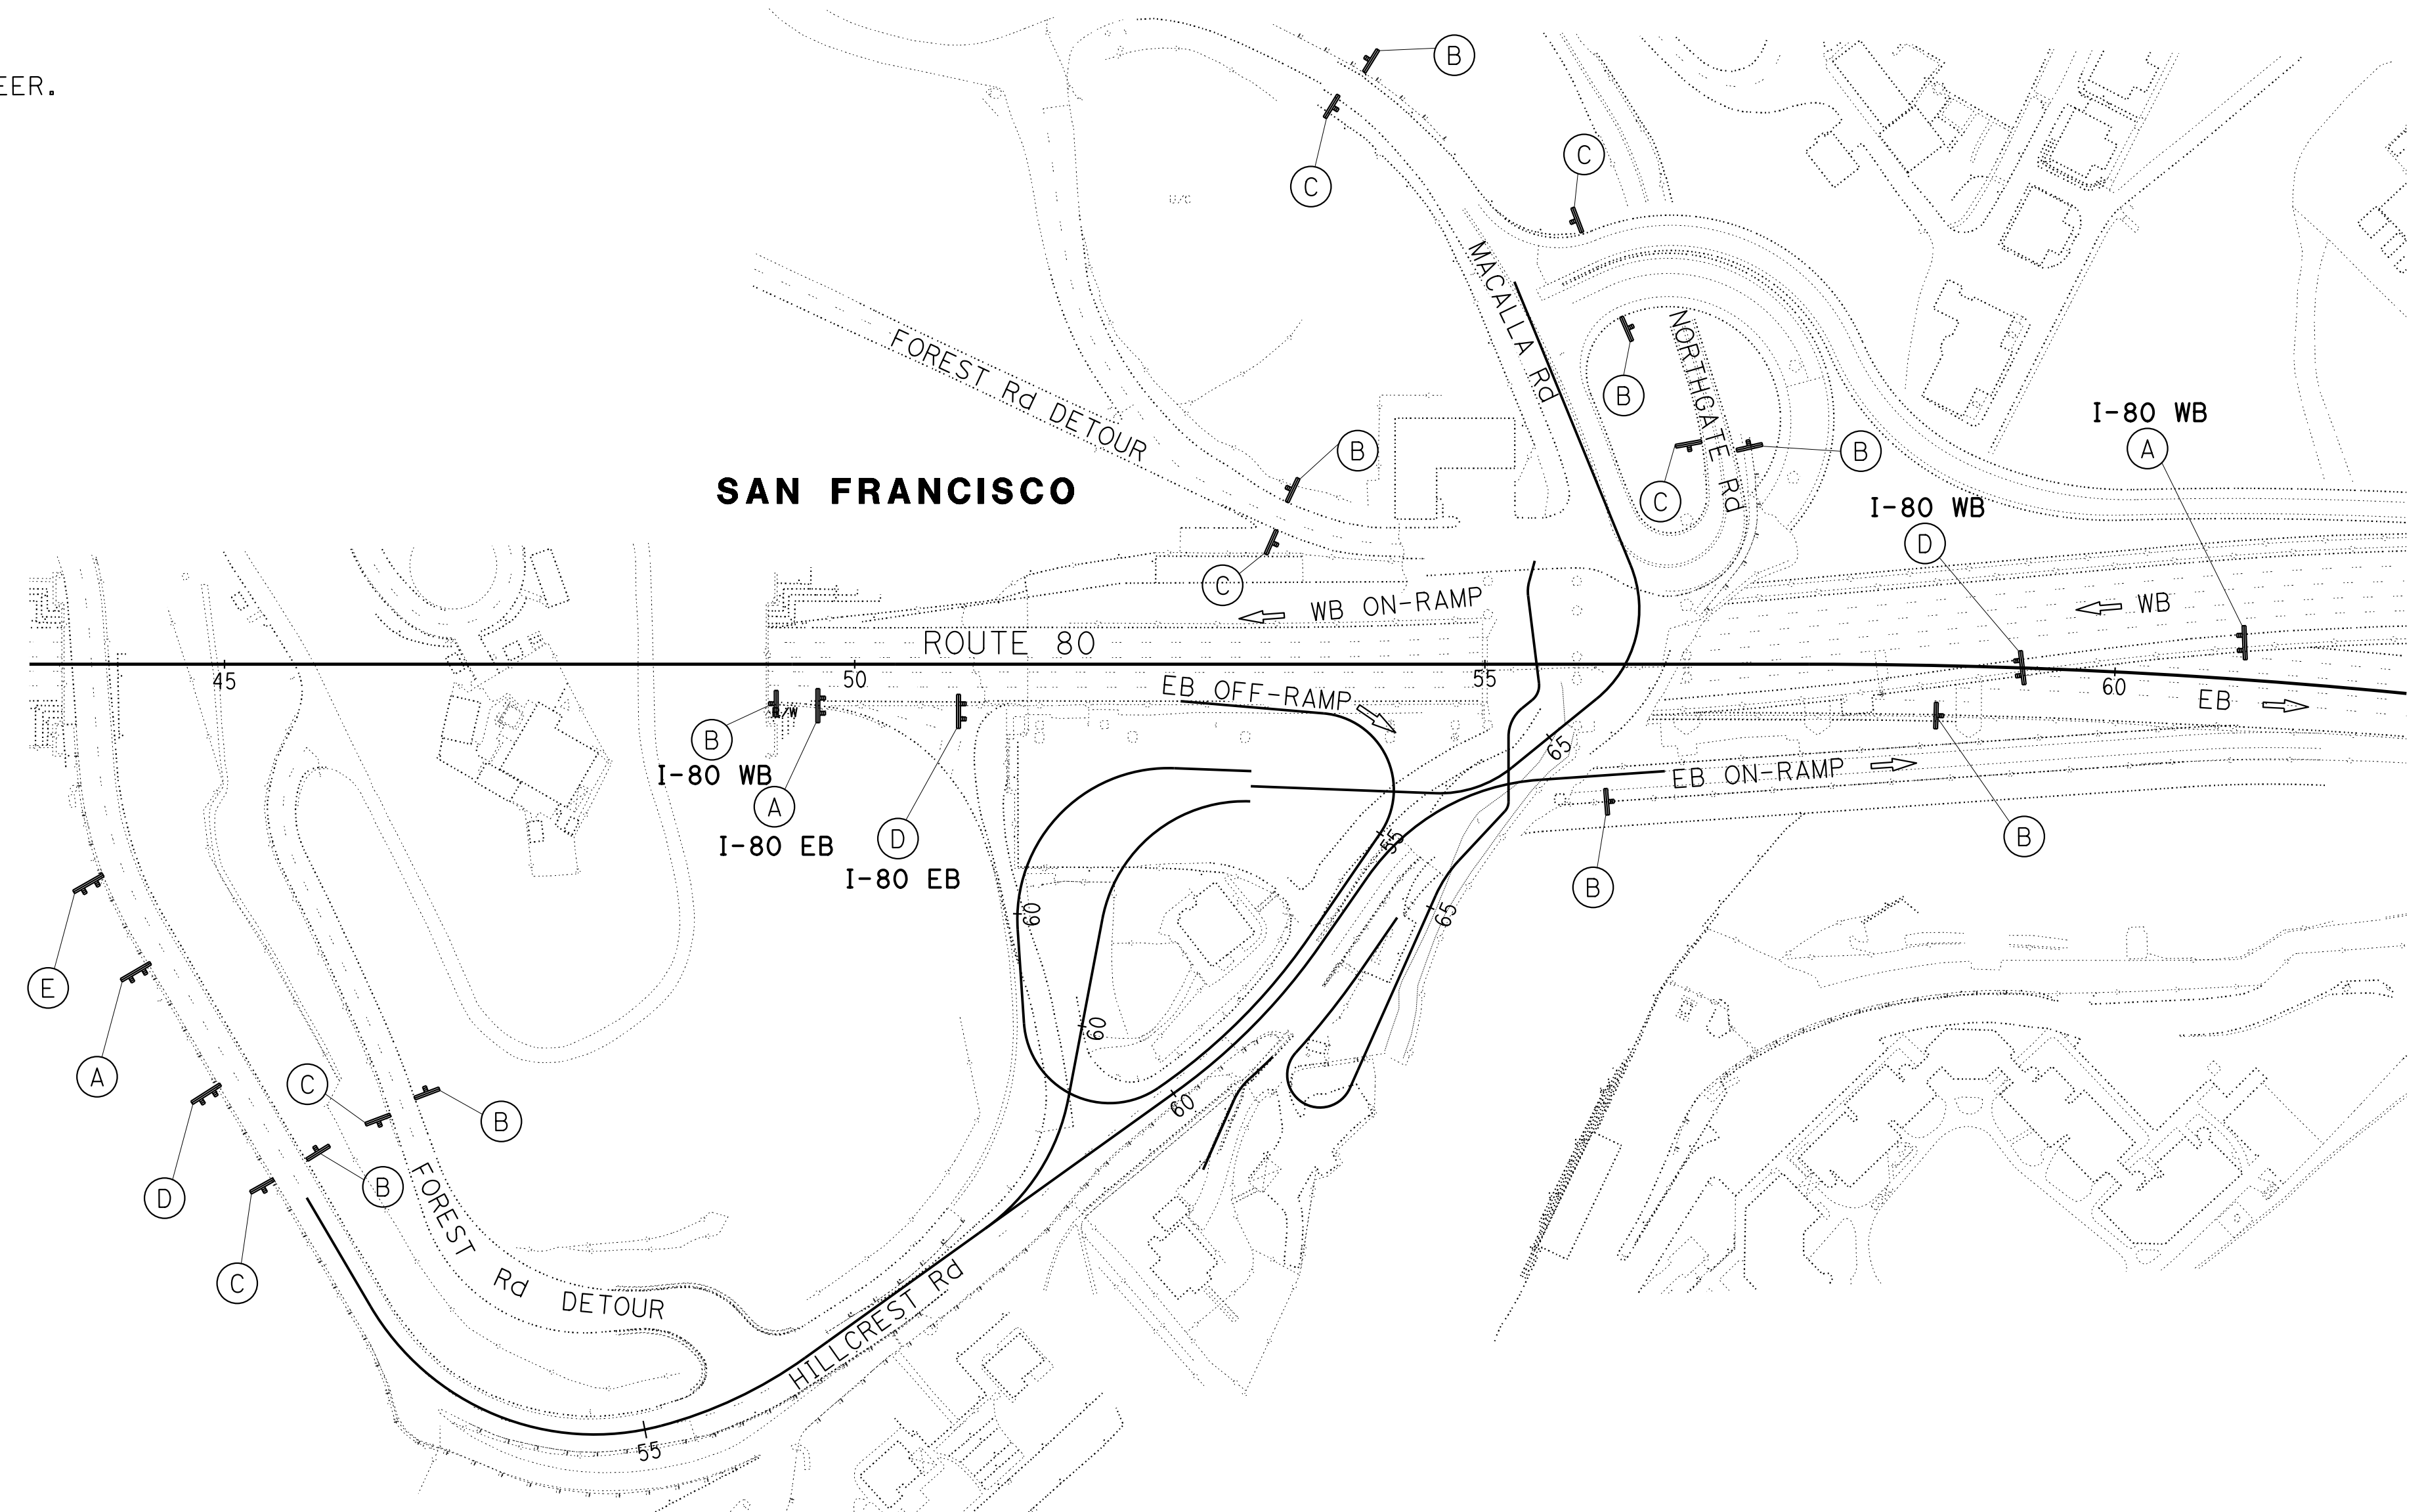 EER.
B
C
C
U/C
MACALLA Rd
NORTHGATE Rd
FOREST Rd DETOUR
B
I-80 WB
A
B
B
C
SAN FRANCISCO
I-80 WB
D
C
WB ON-RAMP
WB
ROUTE 80
45
50
55
60
EB OFF-RAMP
EB
R/W
B
I-80 WB
A
I-80 EB
D
I-80 EB
65
EB ON-RAMP
B
B
55
60
65
E
A
60
C
B
D
B
C
60
FOREST Rd DETOUR
HILLCREST Rd
55